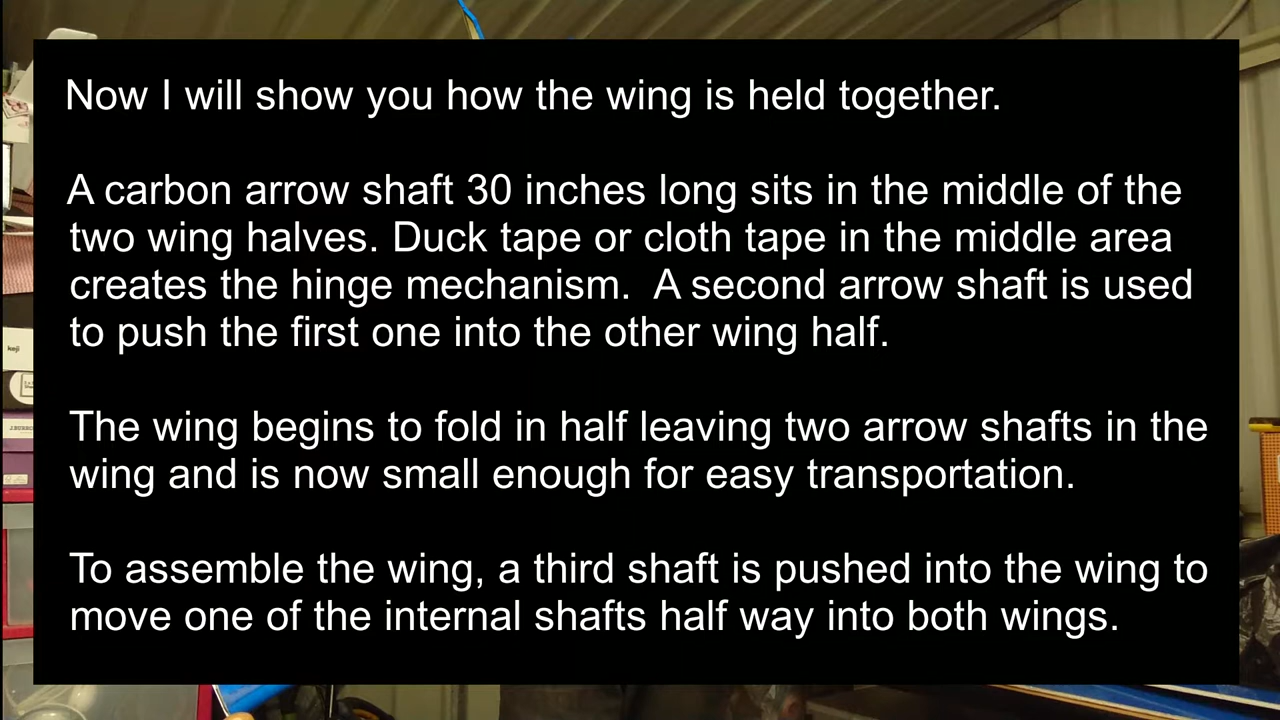 Now I will show you how the wing is held together.
A carbon arrow shaft 30 inches long sits in the middle of the
two wing halves. Duck tape or cloth tape in the middle area
creates the hinge mechanism.  A second arrow shaft is used
to push the first one into the other wing half.
The wing begins to fold in half leaving two arrow shafts in the
wing and is now small enough for easy transportation.
To assemble the wing, a third shaft is pushed into the wing to
move one of the internal shafts half way into both wings.
keji